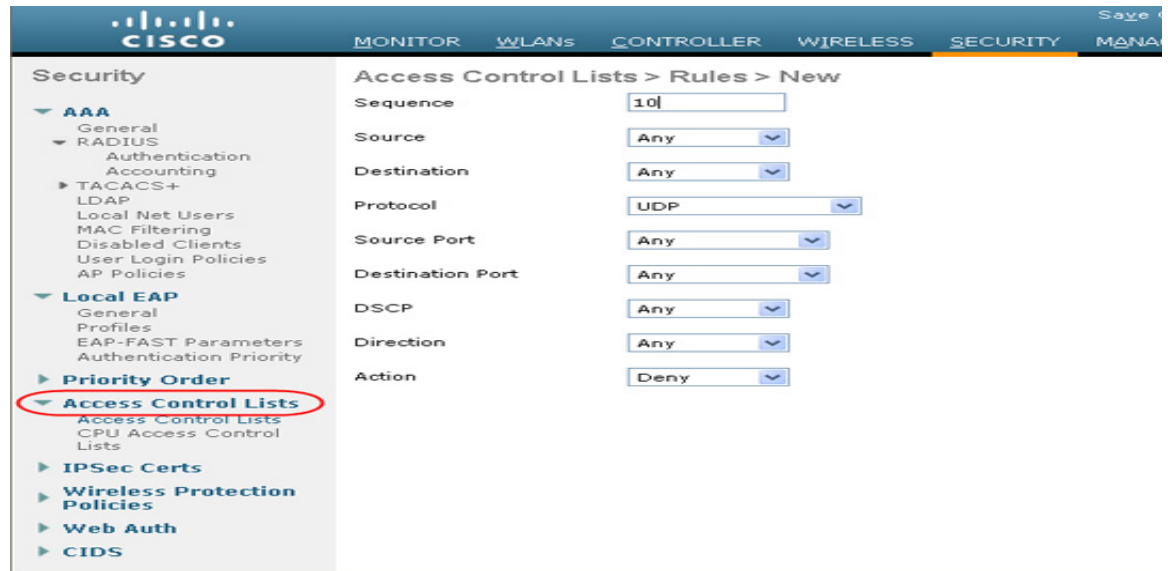 Save
CISCO
MONITOR WLANs CONTROLLER WIRELESS SECURITY
Security
AAA
General
RADIUS
Authentication
Accounting
TACACS+
LDAP
Local Net Users
MAC Filtering
Disabled Clients
User Login Policies
AP Policies
Local EAP
General
Profiles
EAP-FAST Parameters
Authentication Priority
Priority Order
Access Control Lists
Access Control Lists
CPU Access Control
Lists
IPSec Certs
Wireless Protection
Policies
Web Auth
CIDS
Access Control Lists > Rules > New
Sequence 10
Source Any
Destination Any
Protocol UDP
Source Port Any
Destination Port Any
DSCP Any
Direction Any
Action Deny